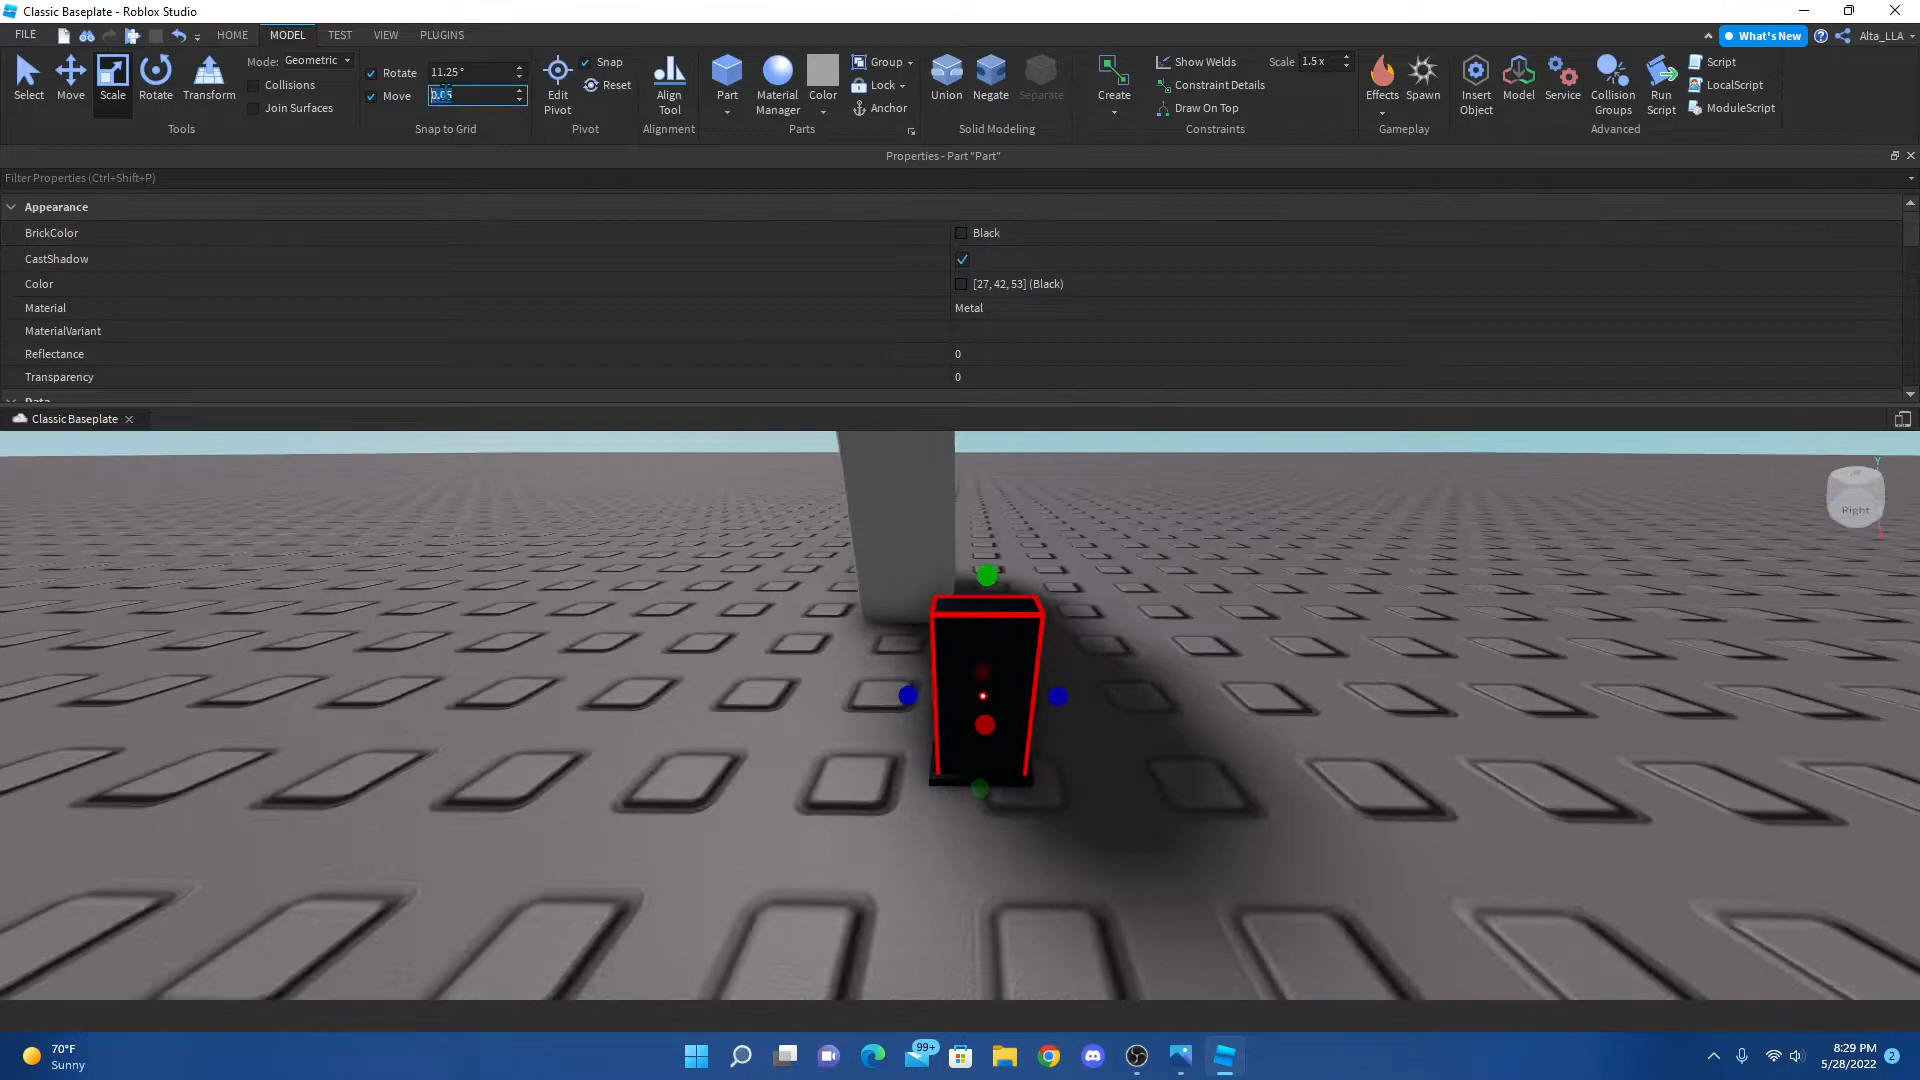 Classic Baseplate - Roblox Studio
FILE HOME MODEL TEST VIEW PLUGINS What's New Alta_LLA
Select Move Scale Rotate Transform
Mode: Geometric
Collisions
Join Surfaces
Tools
Rotate 11.25°
Move 0.05
Snap to Grid
Edit Pivot
Snap
Reset
Pivot
Align Tool
Alignment
Part
Material Manager
Color
Group
Lock
Anchor
Parts
Union Negate Separate
Solid Modeling
Create
Show Welds
Constraint Details
Draw On Top
Scale 1.5 x
Constraints
Effects Spawn
Gameplay
Insert Object
Model
Service
Collision Groups
Run Script
Script
LocalScript
ModuleScript
Advanced
Properties - Part "Part"
Filter Properties (Ctrl+Shift+P)
Appearance
BrickColor Black
CastShadow
Color [27, 42, 53] (Black)
Material Metal
MaterialVariant
Reflectance 0
Transparency 0
Data
Classic Baseplate
Y
Right
70°F
Sunny
99+
8:29 PM
5/28/2022
2